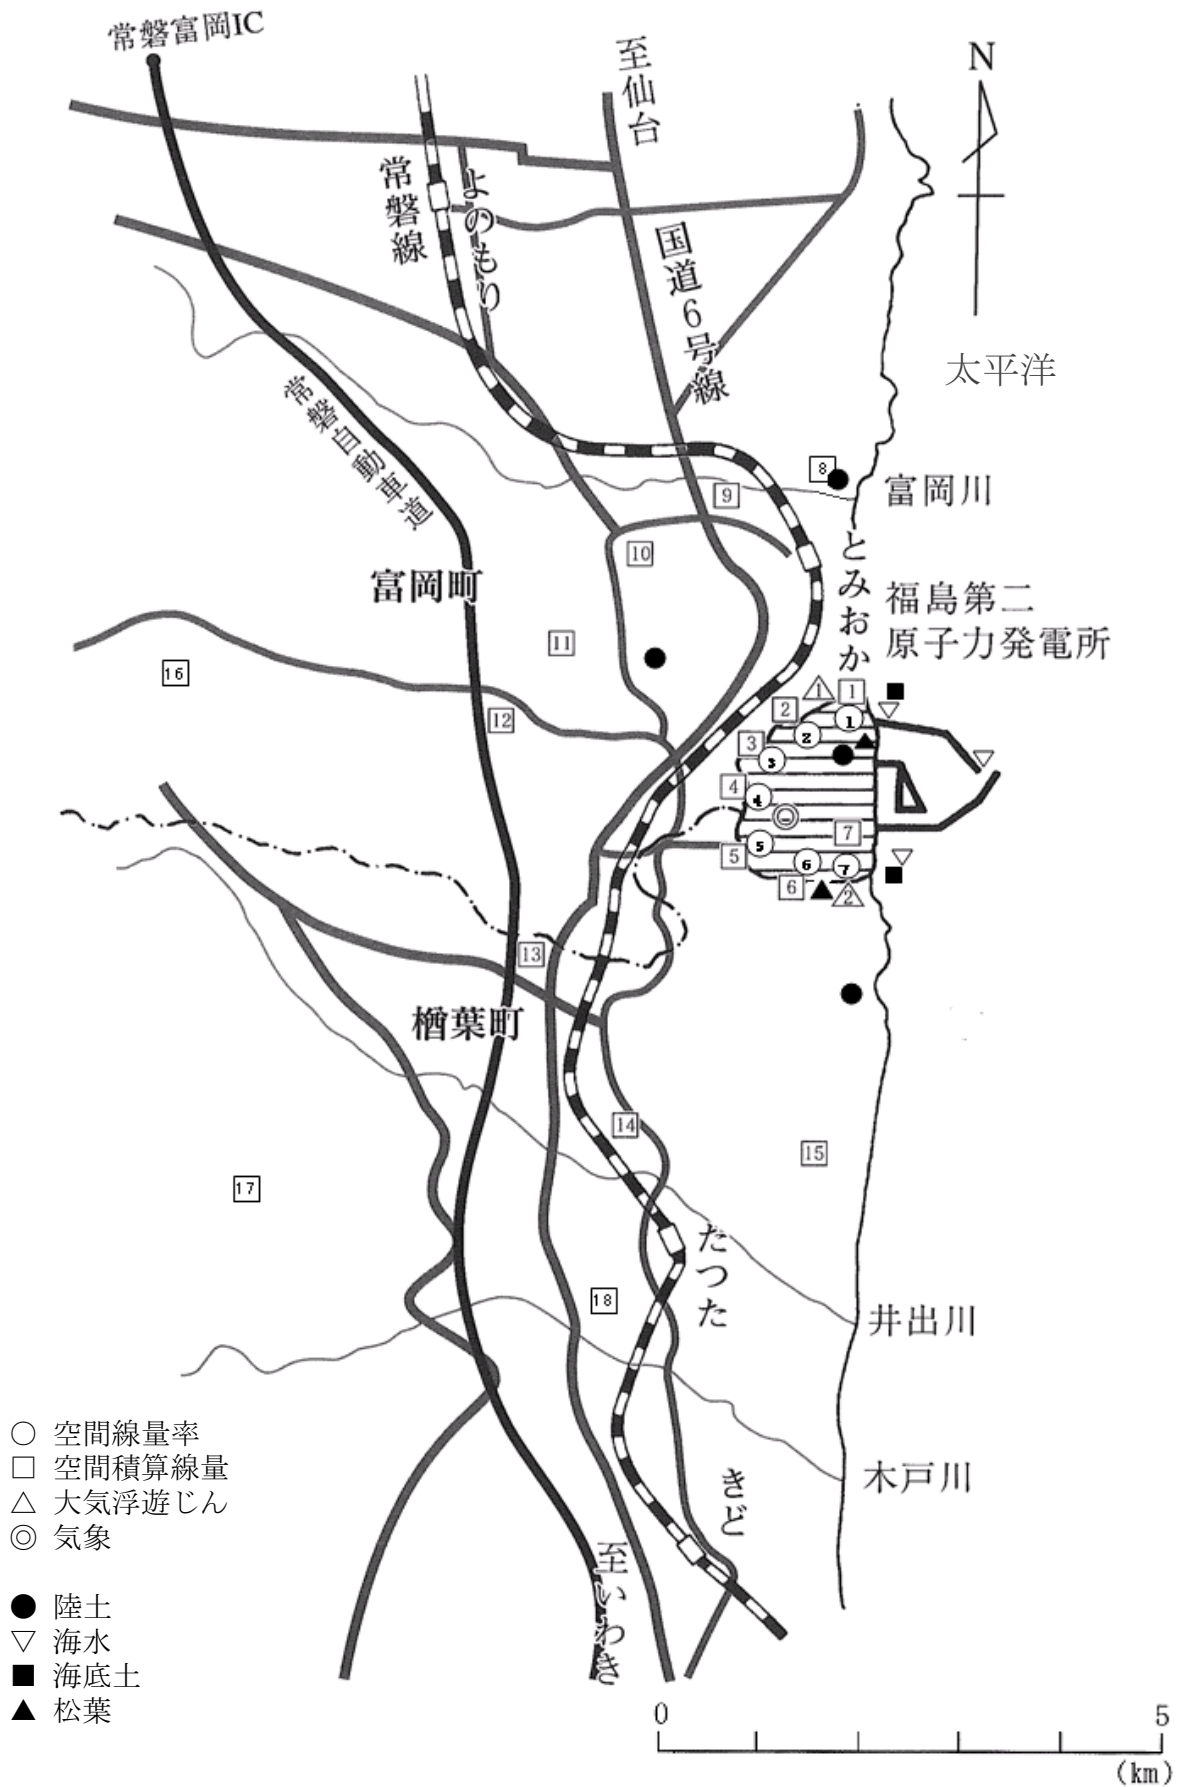 常磐富岡IC
至仙台
N
常磐線
よのもり
国道6号線
太平洋
常磐自動車道
8
富岡川
9
とみおか
10
富岡町
福島第二
原子力発電所
11
16
12
1
1
2
1
2
3
3
4
4
5
5
7
6
7
6
2
13
楢葉町
14
15
17
たつた
18
井出川
きど
木戸川
至いわき
○ 空間線量率
□ 空間積算線量
△ 大気浮遊じん
◎ 気象
● 陸土
▽ 海水
■ 海底土
▲ 松葉
0 5
(km)